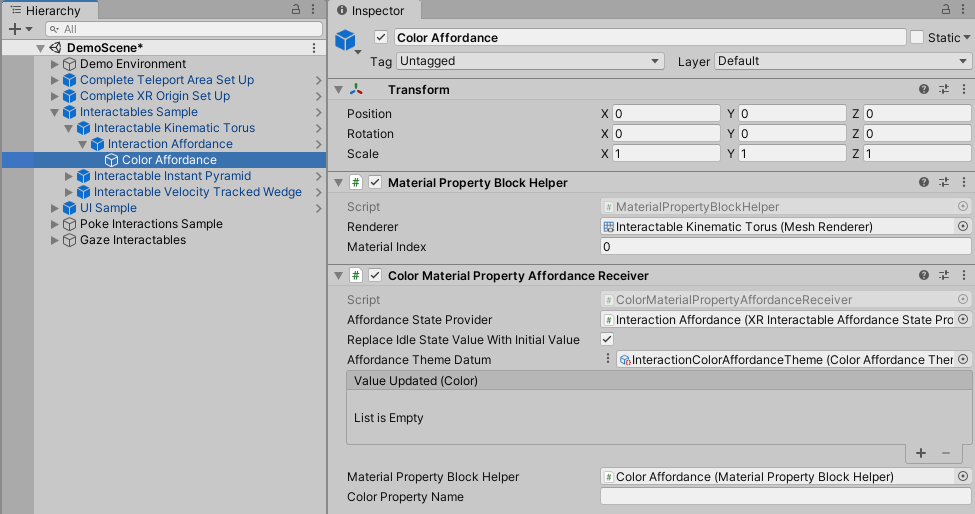 Hierarchy
All
DemoScene*
Demo Environment
Complete Teleport Area Set Up
Complete XR Origin Set Up
Interactables Sample
Interactable Kinematic Torus
Interaction Affordance
Color Affordance
Interactable Instant Pyramid
Interactable Velocity Tracked Wedge
UI Sample
Poke Interactions Sample
Gaze Interactables
Inspector
Color Affordance Static
Tag Untagged Layer Default
Transform
Position X 0 Y 0 Z 0
Rotation X 0 Y 0 Z 0
Scale X 1 Y 1 Z 1
# Material Property Block Helper
Script # MaterialPropertyBlockHelper
Renderer Interactable Kinematic Torus (Mesh Renderer)
Material Index 0
# Color Material Property Affordance Receiver
Script # ColorMaterialPropertyAffordanceReceiver
Affordance State Provider # Interaction Affordance (XR Interactable Affordance State Pro
Replace Idle State Value With Initial Value
Affordance Theme Datum InteractionColorAffordanceTheme (Color Affordance Ther
Value Updated (Color)
List is Empty
+ −
Material Property Block Helper # Color Affordance (Material Property Block Helper)
Color Property Name